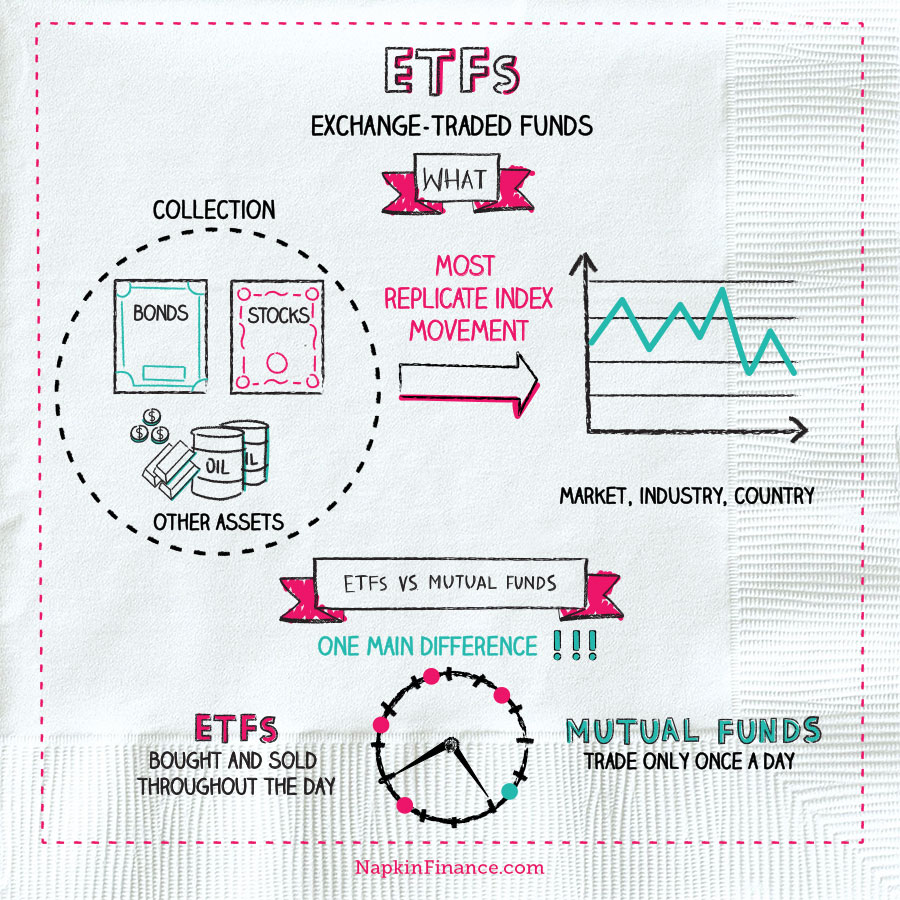 ETFs
EXCHANGE-TRADED FUNDS
WHAT
COLLECTION
BONDS
STOCKS
$
$ $
OIL
IL
OTHER ASSETS
MOST
REPLICATE INDEX
MOVEMENT
MARKET, INDUSTRY, COUNTRY
ETFs VS. MUTUAL FUNDS
ONE MAIN DIFFERENCE !!!
ETFs
BOUGHT AND SOLD
THROUGHOUT THE DAY
MUTUAL FUNDS
TRADE ONLY ONCE A DAY
NapkinFinance.com